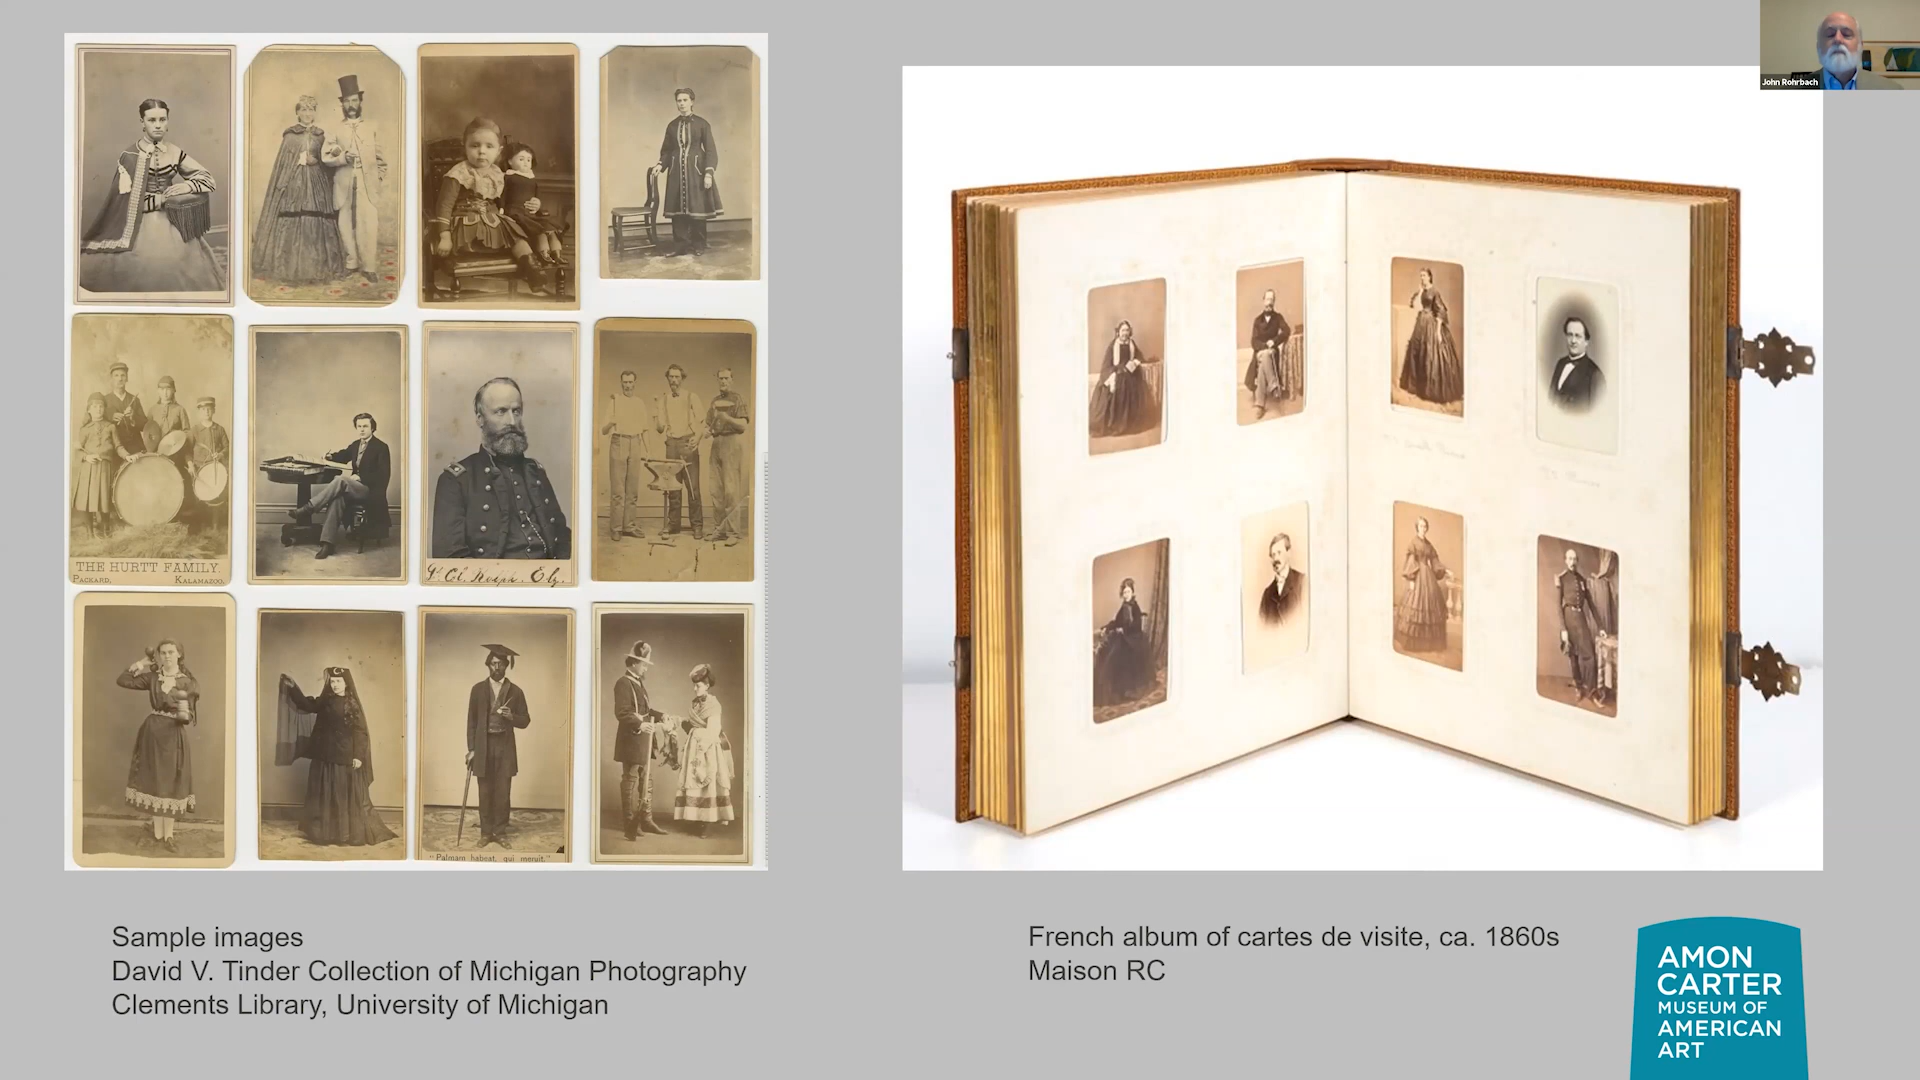 John Rohrbach
THE HURTT FAMILY.
PACKARD, KALAMAZOO.
"Palmam habeat, qui meruit."
Sample images
David V. Tinder Collection of Michigan Photography
Clements Library, University of Michigan
French album of cartes de visite, ca. 1860s
Maison RC
AMON
CARTER
MUSEUM OF
AMERICAN
ART